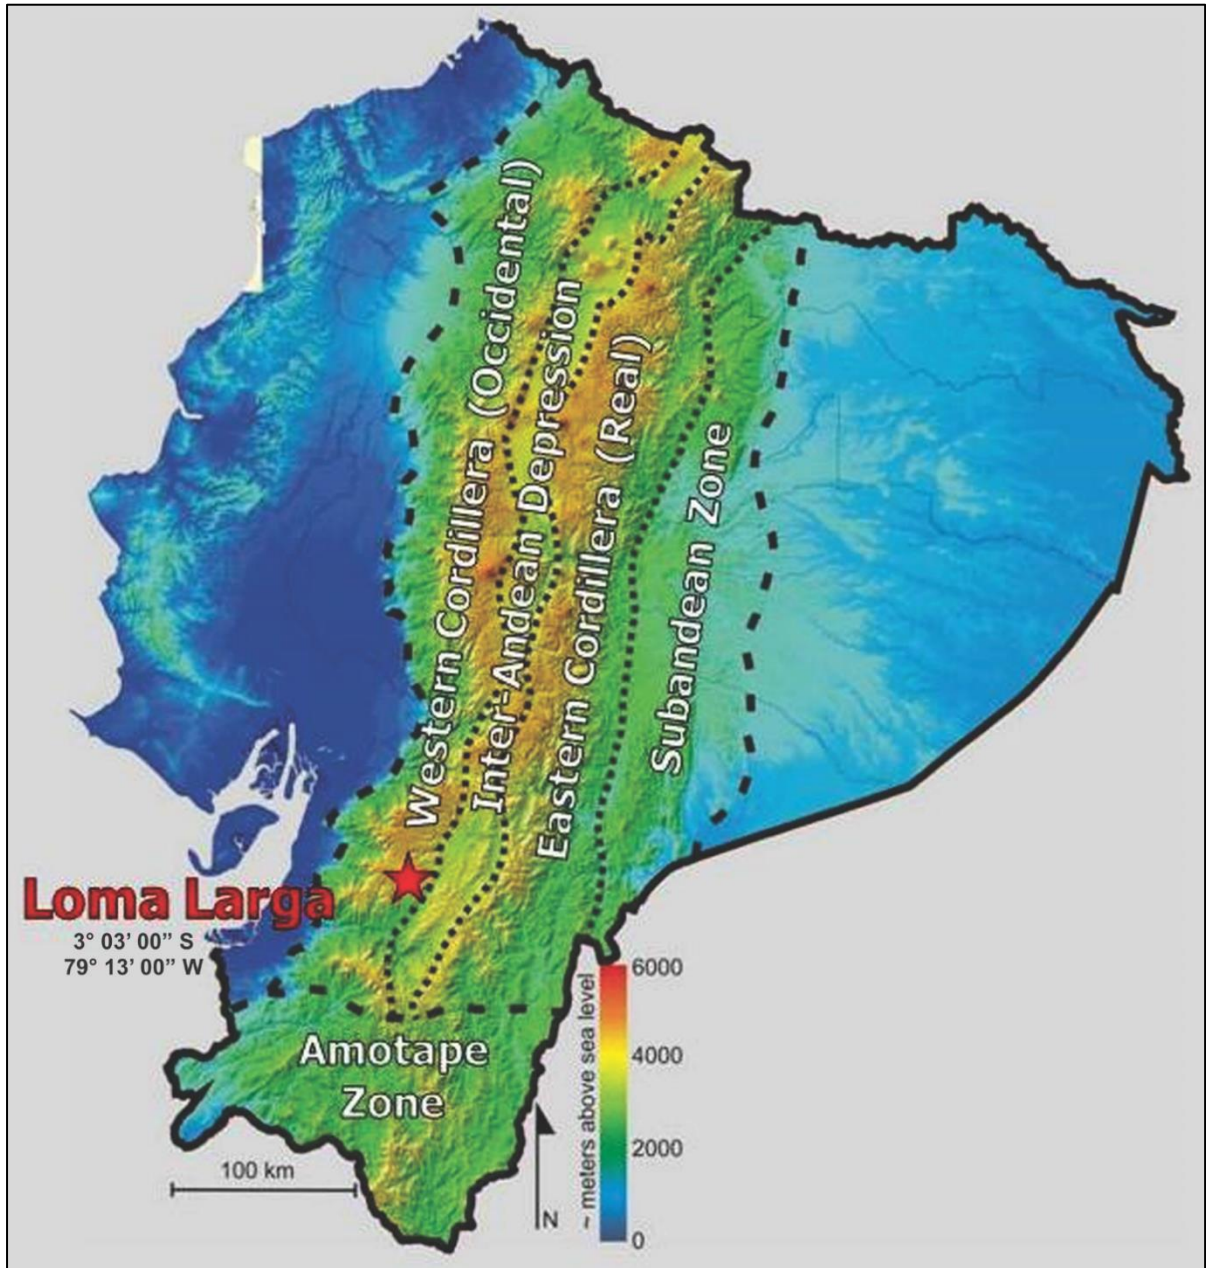 Western Cordillera (Occidental)
Inter-Andean Depression
Eastern Cordillera (Real)
Subandean Zone
Loma Larga
3° 03’ 00” S
79° 13’ 00” W
Amotape
Zone
100 km
N
~ meters above sea level
6000
4000
2000
0